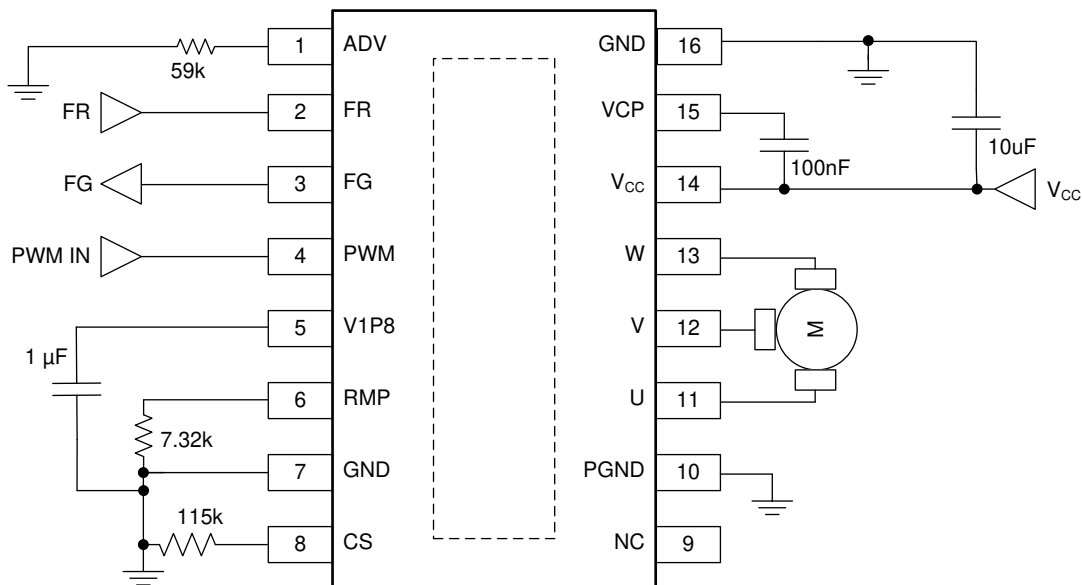 1 ADV GND 16
59k
FR 2 FR VCP 15
100nF 10uF
FG 3 FG VCC 14 VCC
PWM IN 4 PWM W 13
1 µF 5 V1P8 V 12 M
6 RMP U 11
7.32k
7 GND PGND 10
115k
8 CS NC 9